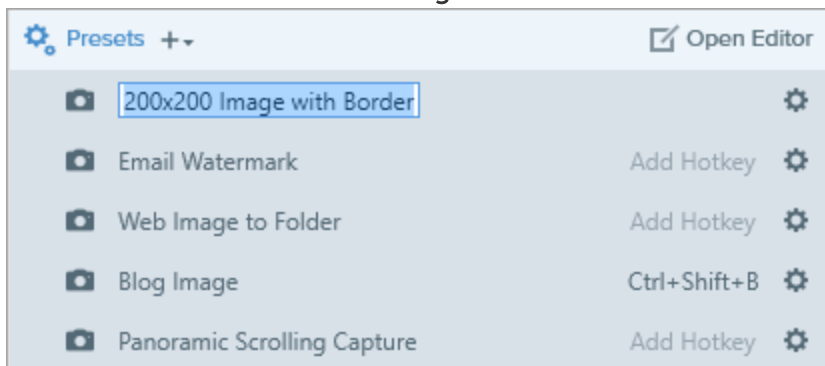 Presets
Open Editor
200x200 Image with Border
Email Watermark Add Hotkey
Web Image to Folder Add Hotkey
Blog Image Ctrl+Shift+B
Panoramic Scrolling Capture Add Hotkey